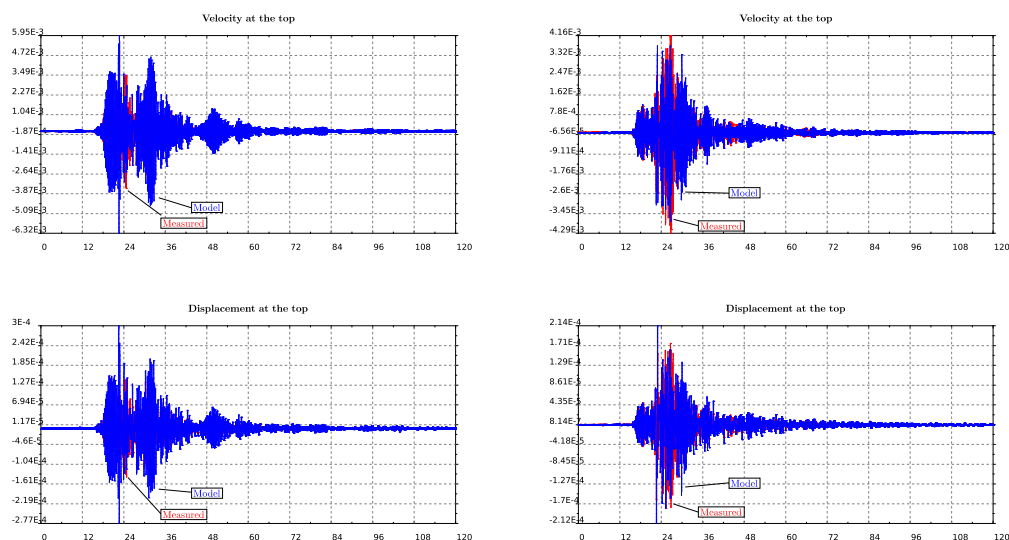 Velocity at the top
5.95E-3
4.72E-3
3.49E-3
2.27E-3
1.04E-3
-1.87E-4
-1.41E-3
-2.64E-3
-3.87E-3
-5.09E-3
-6.32E-3
Model
Measured
0 12 24 36 48 60 72 84 96 108 120
Velocity at the top
4.16E-3
3.32E-3
2.47E-3
1.62E-3
7.8E-4
-6.56E-5
-9.11E-4
-1.76E-3
-2.6E-3
-3.45E-3
-4.29E-3
Model
Measured
0 12 24 36 48 60 72 84 96 108 120
Displacement at the top
3E-4
2.42E-4
1.85E-4
1.27E-4
6.94E-5
1.17E-5
-4.6E-5
-1.04E-4
-1.61E-4
-2.19E-4
-2.77E-4
Model
Measured
0 12 24 36 48 60 72 84 96 108 120
Displacement at the top
2.14E-4
1.71E-4
1.29E-4
8.61E-5
4.35E-5
8.14E-7
-4.18E-5
-8.45E-5
-1.27E-4
-1.7E-4
-2.12E-4
Model
Measured
0 12 24 36 48 60 72 84 96 108 120